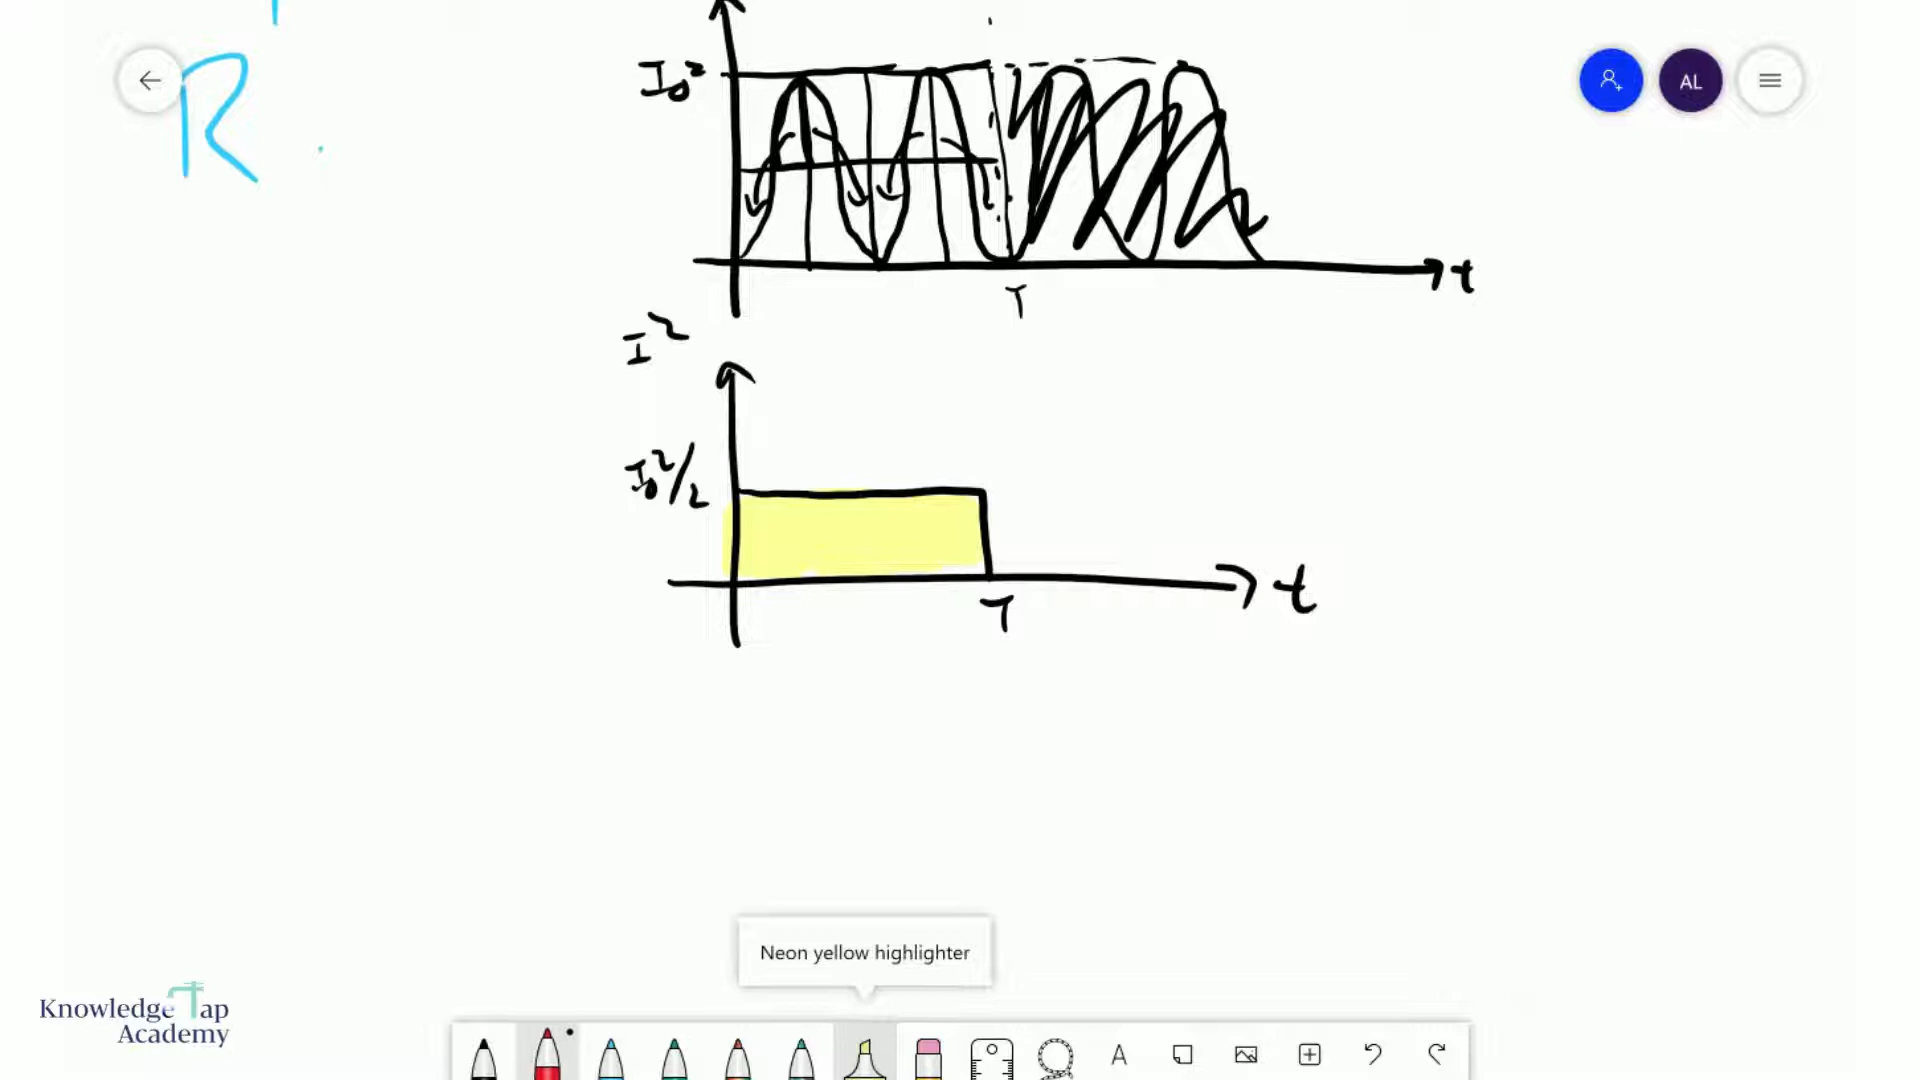 R
AL
I₀²
t
T
I²
I₀²/2
t
T
Neon yellow highlighter
Knowledge Tap
Academy
A